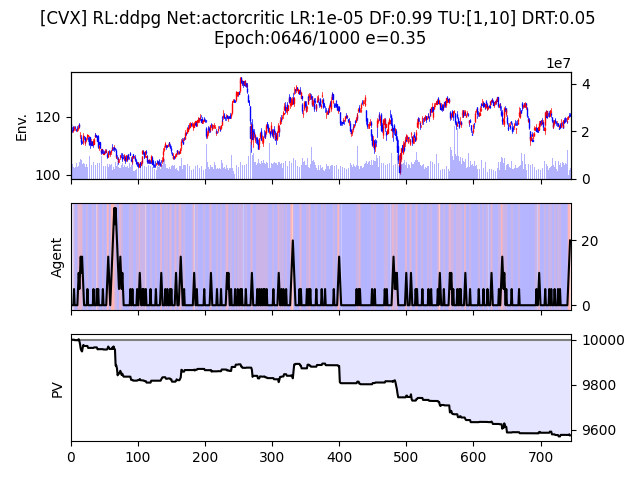 [CVX] RL:ddpg Net:actorcritic LR:1e-05 DF:0.99 TU:[1,10] DRT:0.05
Epoch:0646/1000 e=0.35
1e7
Env.
120
100
4
2
0
Agent
20
0
PV
10000
9800
9600
0 100 200 300 400 500 600 700